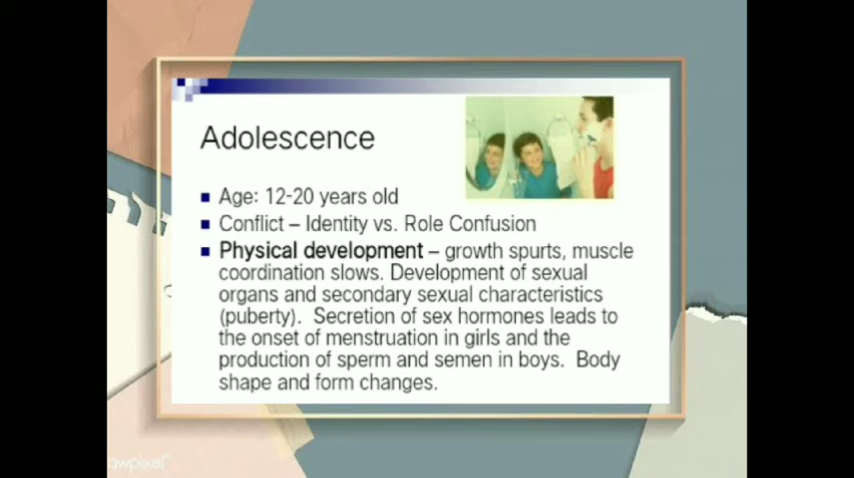 Adolescence
Age: 12-20 years old
Conflict – Identity vs. Role Confusion
Physical development – growth spurts, muscle
coordination slows. Development of sexual
organs and secondary sexual characteristics
(puberty).  Secretion of sex hormones leads to
the onset of menstruation in girls and the
production of sperm and semen in boys.  Body
shape and form changes.